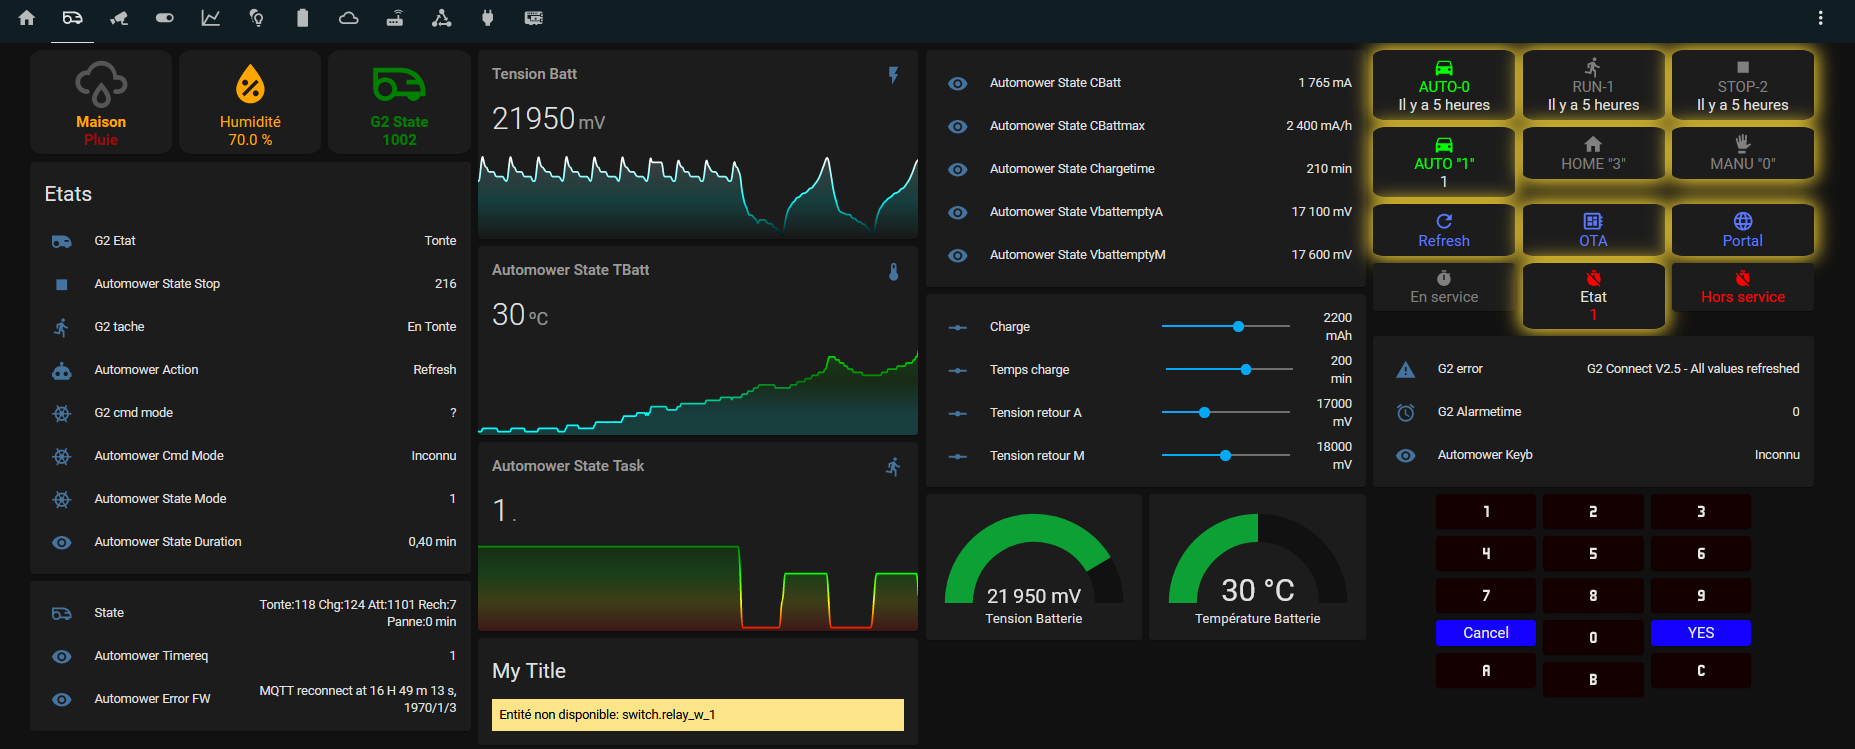 Maison
Pluie
Humidité
70.0 %
G2 State
1002
Etats
G2 Etat Tonte
Automower State Stop 216
G2 tache En Tonte
Automower Action Refresh
G2 cmd mode ?
Automower Cmd Mode Inconnu
Automower State Mode 1
Automower State Duration 0,40 min
State Tonte:118 Chg:124 Att:1101 Rech:7
Panne:0 min
Automower Timereq 1
Automower Error FW MQTT reconnect at 16 H 49 m 13 s,
1970/1/3
Tension Batt
21950 mV
Automower State TBatt
30 ºC
Automower State Task
1 .
My Title
Entité non disponible: switch.relay_w_1
Automower State CBatt 1 765 mA
Automower State CBattmax 2 400 mA/h
Automower State Chargetime 210 min
Automower State VbattemptyA 17 100 mV
Automower State VbattemptyM 17 600 mV
Charge 2200
mAh
Temps charge 200
min
Tension retour A 17000
mV
Tension retour M 18000
mV
21 950 mV
Tension Batterie
30 °C
Température Batterie
AUTO-0
Il y a 5 heures
RUN-1
Il y a 5 heures
STOP-2
Il y a 5 heures
AUTO "1"
1
HOME "3"
MANU "0"
Refresh
OTA
Portal
En service
Etat
1
Hors service
G2 error G2 Connect V2.5 - All values refreshed
G2 Alarmetime 0
Automower Keyb Inconnu
1 2 3
4 5 6
7 8 9
Cancel 0 YES
A B C